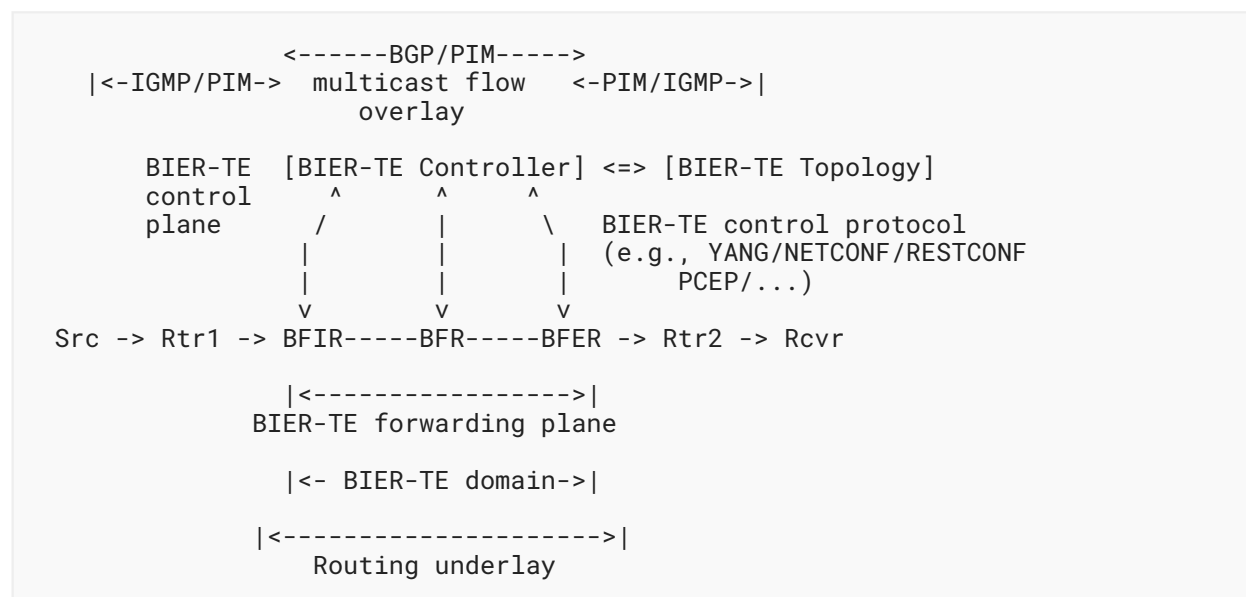 <------BGP/PIM----->
|<-IGMP/PIM-> multicast flow <-PIM/IGMP->|
overlay
BIER-TE [BIER-TE Controller] <=> [BIER-TE Topology]
control ^ ^ ^
plane / | \ BIER-TE control protocol
| | | (e.g., YANG/NETCONF/RESTCONF
| | | PCEP/...)
v v v
Src -> Rtr1 -> BFIR-----BFR-----BFER -> Rtr2 -> Rcvr
|<----------------->|
BIER-TE forwarding plane
|<- BIER-TE domain->|
|<--------------------->|
Routing underlay